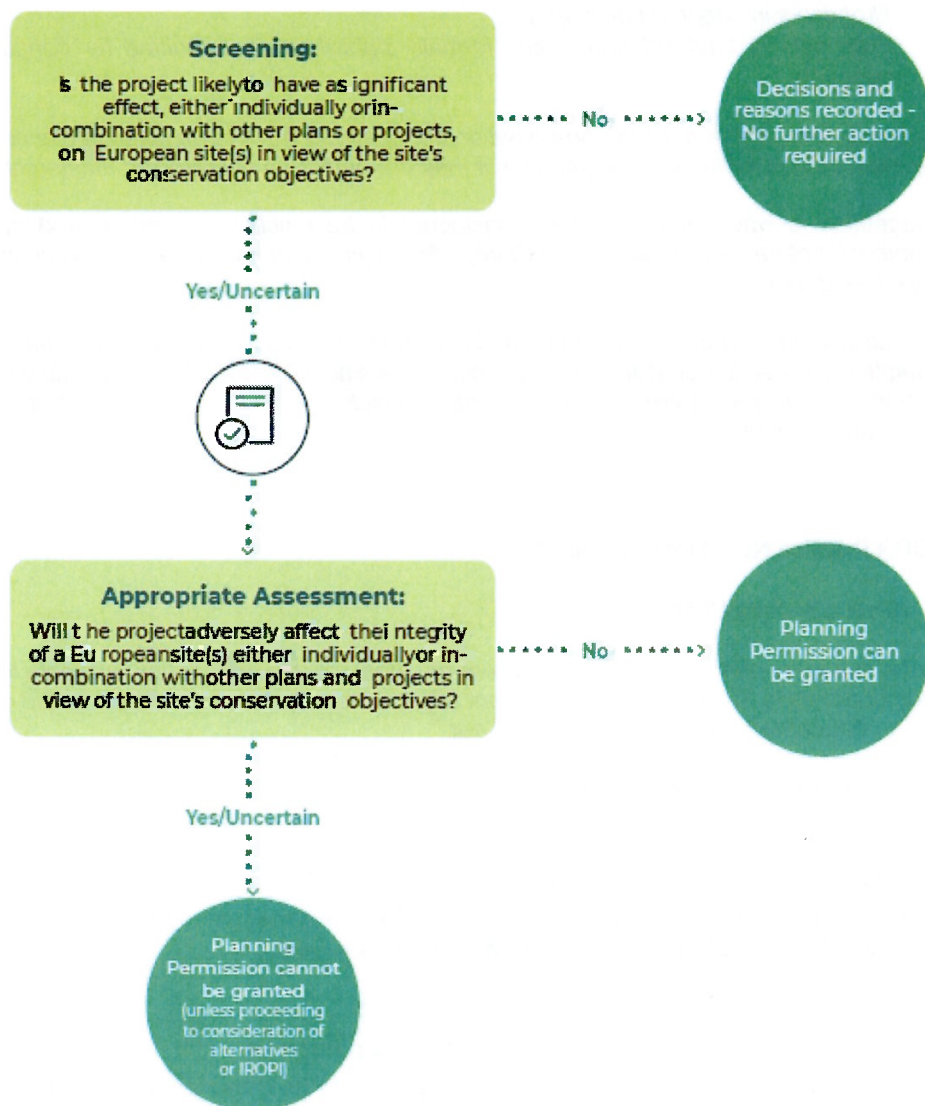 Screening:
Is the project likelyto have as ignificant
effect, either individually orin-
combination with other plans or projects,
on European site(s) in view of the site's
conservation objectives?
No
Decisions and
reasons recorded -
No further action
required
Yes/Uncertain
Appropriate Assessment:
Will t he projectadversely affect thei ntegrity
of a Eu ropeansite(s) either individuallyor in-
combination withother plans and projects in
view of the site's conservation objectives?
No
Planning
Permission can
be granted
Yes/Uncertain
Planning
Permission cannot
be granted
(unless proceeding
to consideration of
alternatives
or IROPI)